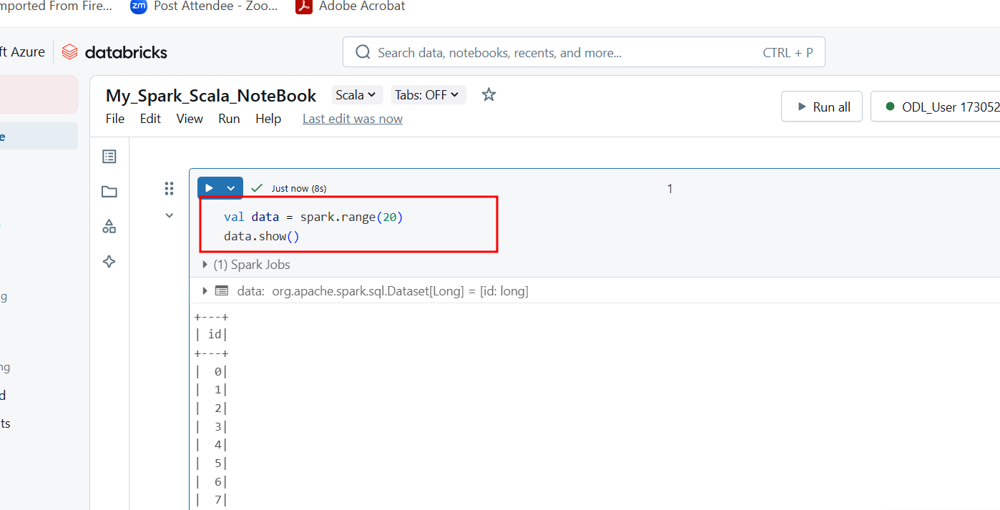 mported From Fire...
zm Post Attendee - Zoo...
Adobe Acrobat
ft Azure
databricks
Search data, notebooks, recents, and more...
CTRL + P
My_Spark_Scala_NoteBook
Scala
Tabs: OFF
File Edit View Run Help Last edit was now
Run all
ODL_User 173052
e
Just now (8s)
1
val data = spark.range(20)
data.show()
(1) Spark Jobs
data: org.apache.spark.sql.Dataset[Long] = [id: long]
g
ng
d
ts
+---+
| id|
+---+
|  0|
|  1|
|  2|
|  3|
|  4|
|  5|
|  6|
|  7|